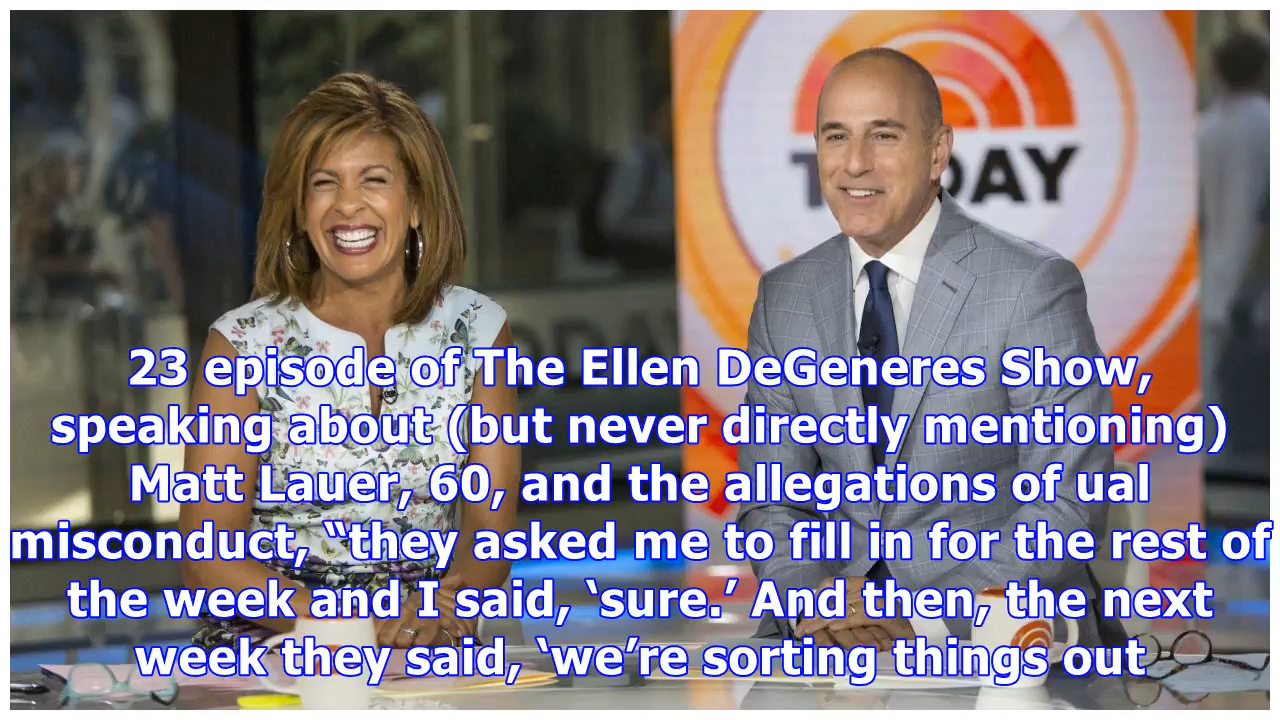 TODAY
23 episode of The Ellen DeGeneres Show,
speaking about (but never directly mentioning)
Matt Lauer, 60, and the allegations of ual
misconduct, “they asked me to fill in for the rest of
the week and I said, ‘sure.’ And then, the next
week they said, ‘we’re sorting things out